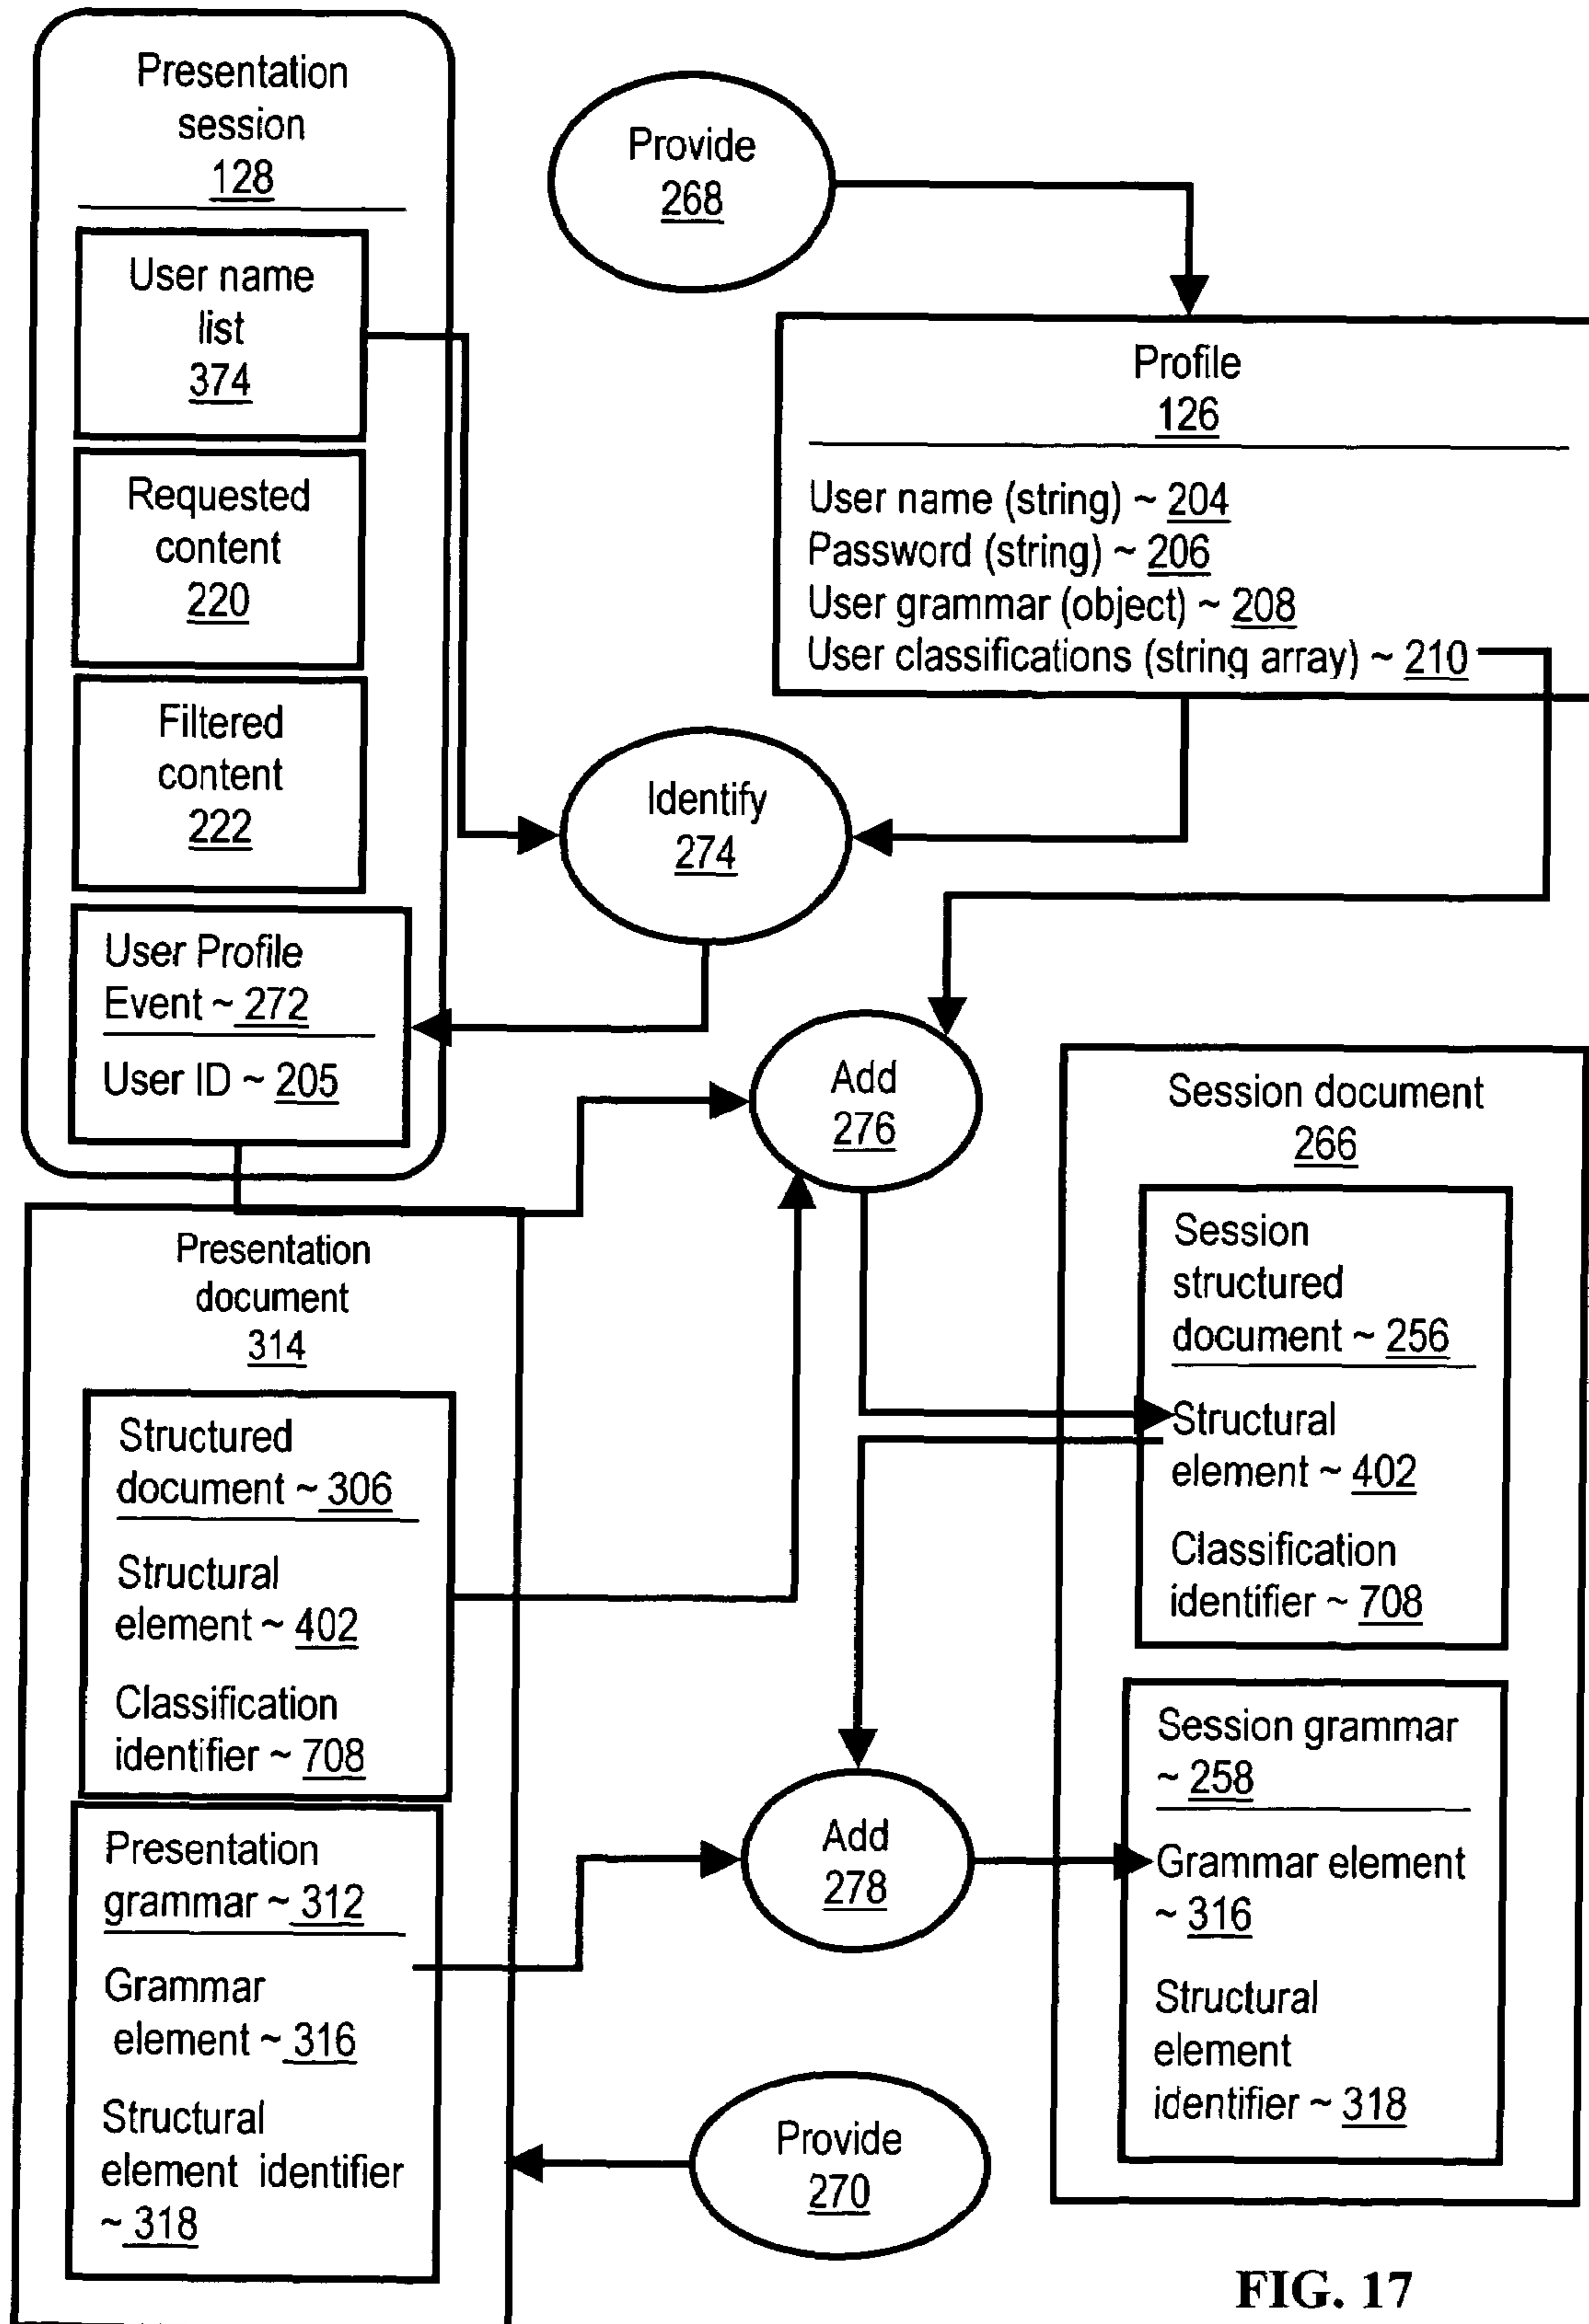 Presentation
session
128
User name
list
374
Requested
content
220
Filtered
content
222
User Profile
Event ~ 272
User ID ~ 205
Provide
268
Profile
126
User name (string) ~ 204
Password (string) ~ 206
User grammar (object) ~ 208
User classifications (string array) ~ 210
Identify
274
Add
276
Presentation
document
314
Structured
document ~ 306
Structural
element ~ 402
Classification
identifier ~ 708
Presentation
grammar ~ 312
Grammar
element ~ 316
Structural
element identifier
~ 318
Add
278
Provide
270
Session document
266
Session
structured
document ~ 256
Structural
element ~ 402
Classification
identifier ~ 708
Session grammar
~ 258
Grammar element
~ 316
Structural
element
identifier ~ 318
FIG. 17